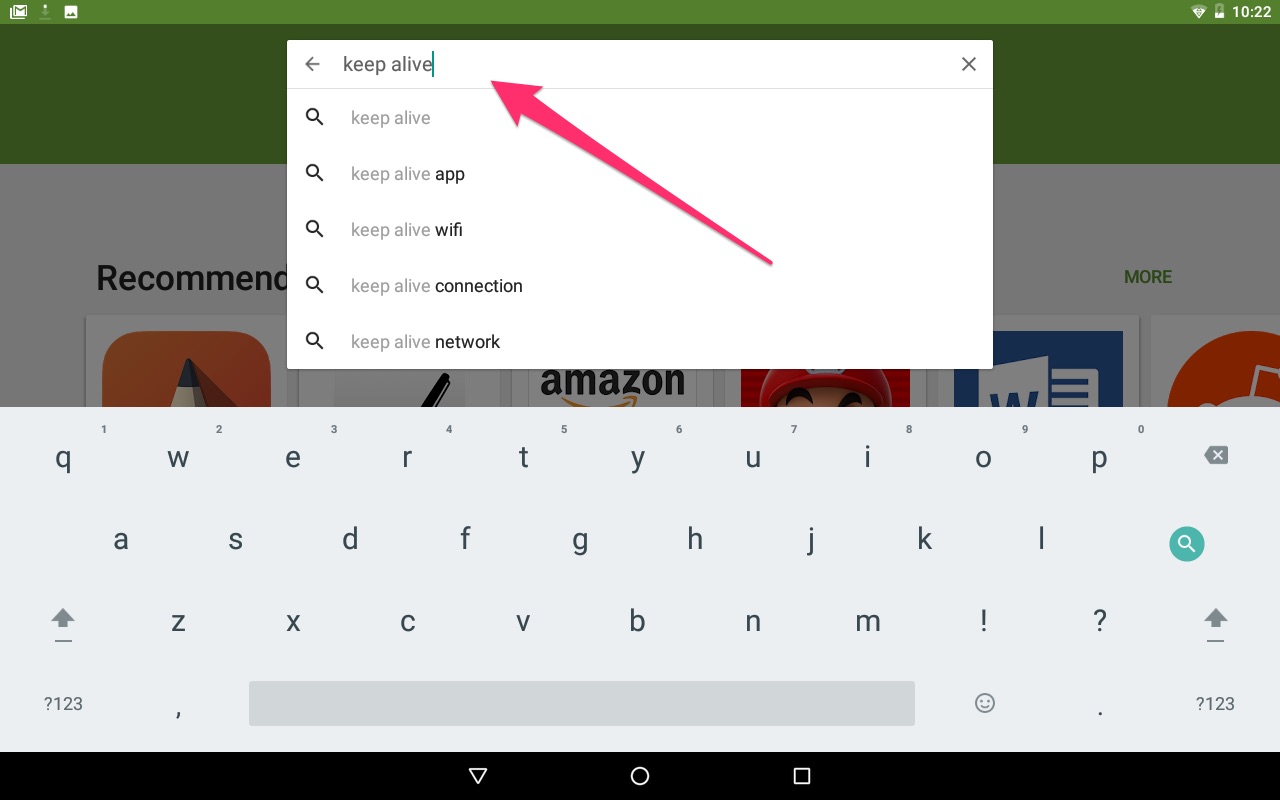 10:22
keep alive
keep alive
keep alive app
keep alive wifi
keep alive connection
keep alive network
Recommend
MORE
amazon
W
1 2 3 4 5 6 7 8 9 0
q w e r t y u i o p
a s d f g h j k l
z x c v b n m ! ?
?123 , . ?123